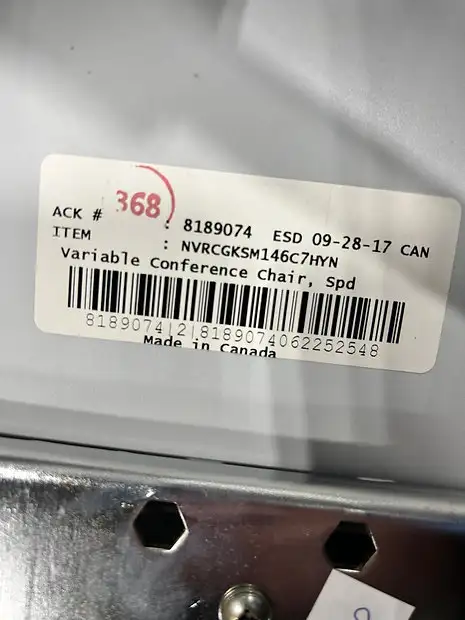 368
ACK # : 8189074 ESD 09-28-17 CAN
ITEM : NVRCGKSM146C7HYN
Variable Conference Chair, Spd
8189074|2|8189074062252548
Made in Canada